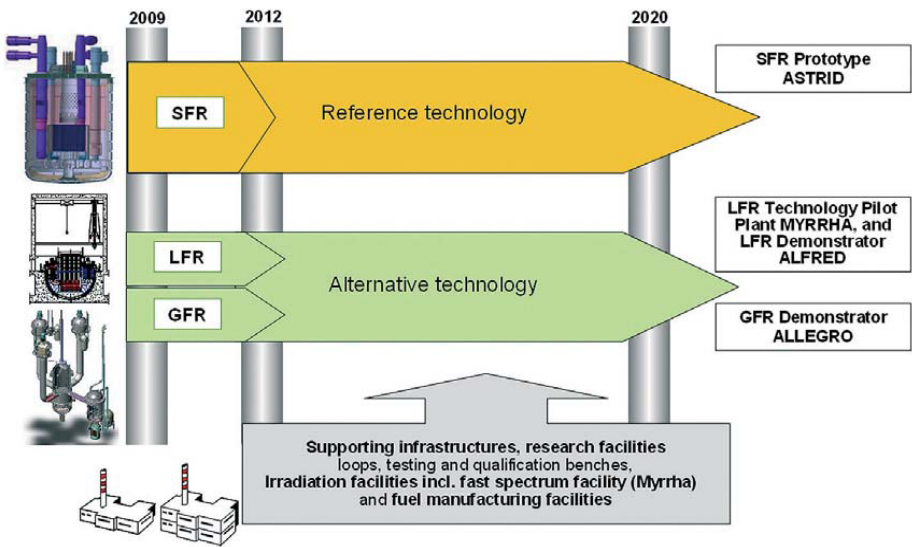 2009
2012
2020
SFR
Reference technology
SFR Prototype
ASTRID
LFR
GFR
Alternative technology
LFR Technology Pilot
Plant MYRRHA, and
LFR Demonstrator
ALFRED
GFR Demonstrator
ALLEGRO
Supporting infrastructures, research facilities
loops, testing and qualification benches,
Irradiation facilities incl. fast spectrum facility (Myrrha)
and fuel manufacturing facilities